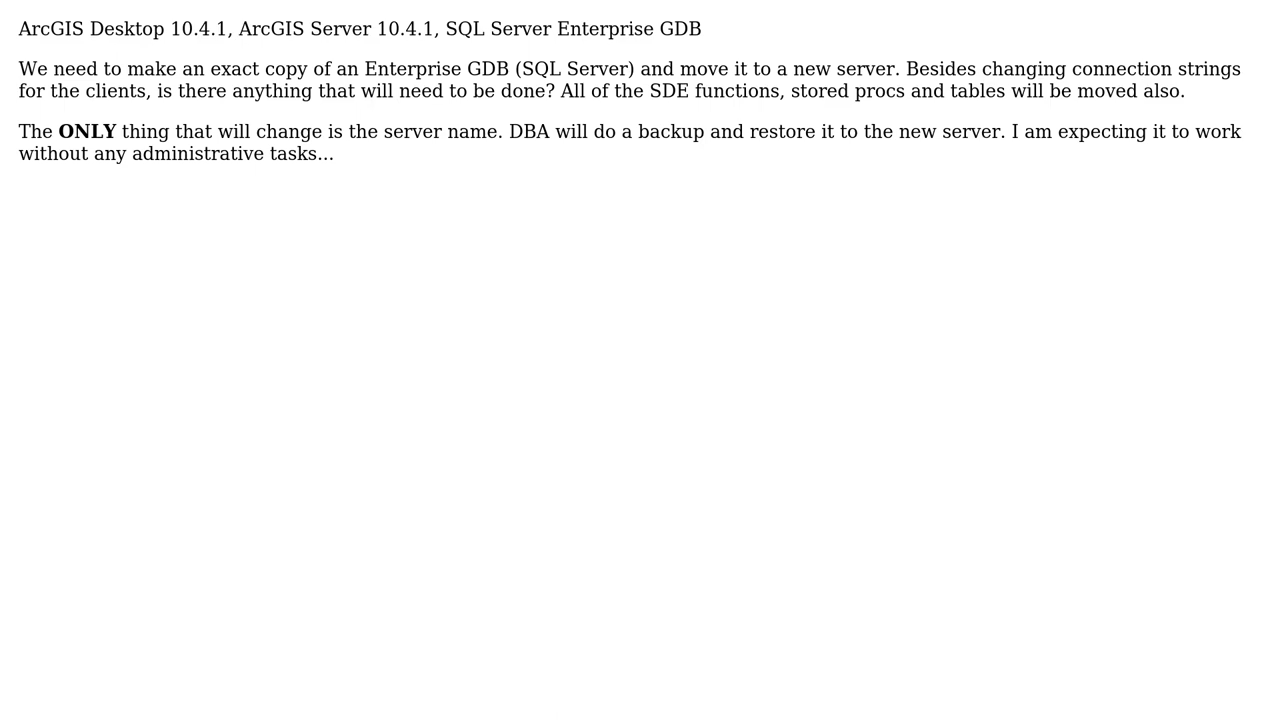 ArcGIS Desktop 10.4.1, ArcGIS Server 10.4.1, SQL Server Enterprise GDB
We need to make an exact copy of an Enterprise GDB (SQL Server) and move it to a new server. Besides changing connection strings
for the clients, is there anything that will need to be done? All of the SDE functions, stored procs and tables will be moved also.
The ONLY thing that will change is the server name. DBA will do a backup and restore it to the new server. I am expecting it to work
without any administrative tasks...